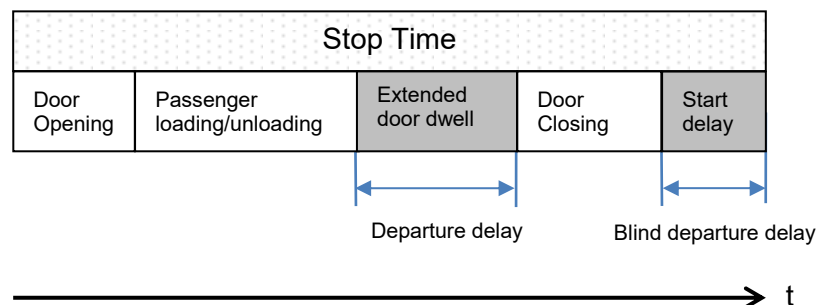 Stop Time
Door
Opening
Passenger
loading/unloading
Extended
door dwell
Door
Closing
Start
delay
Departure delay
Blind departure delay
t